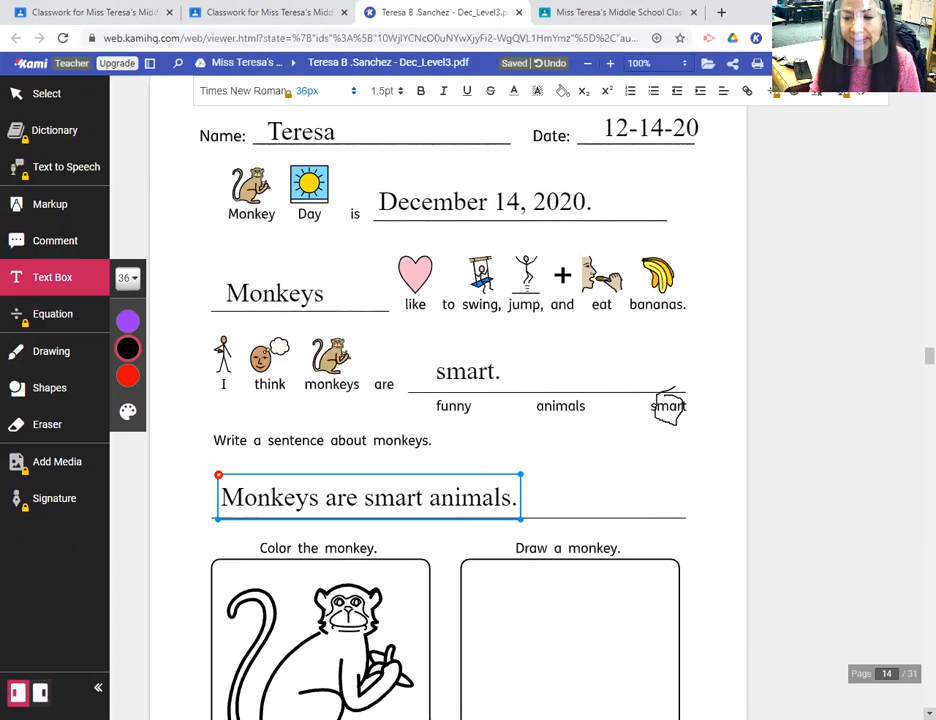 Classwork for Miss Teresa's Midd
Classwork for Miss Teresa's Midd
Teresa B .Sanchez - Dec_Level3.p
Miss Teresa's Middle School Clas
web.kamihq.com/web/viewer.html?state=%7B"ids"%3A%5B"10WjlYCNcO0uNYxjyFi2-WgQVL1HmYmz"%5D%2C"au...
Kami Teacher Upgrade Miss Teresa's ... Teresa B .Sanchez - Dec_Level3.pdf Saved Undo 100%
Times New Roman 36px 1.5pt B I U S A A X₂ X²
Select
Dictionary
Text to Speech
Markup
Comment
Text Box
36
Equation
Drawing
Shapes
Eraser
Add Media
Signature
Name: Teresa Date: 12-14-20
Monkey Day is December 14, 2020.
Monkeys like to swing, jump, + and eat bananas.
I think monkeys are smart.
funny animals smart
Write a sentence about monkeys.
Monkeys are smart animals.
Color the monkey. Draw a monkey.
Page 14 / 31